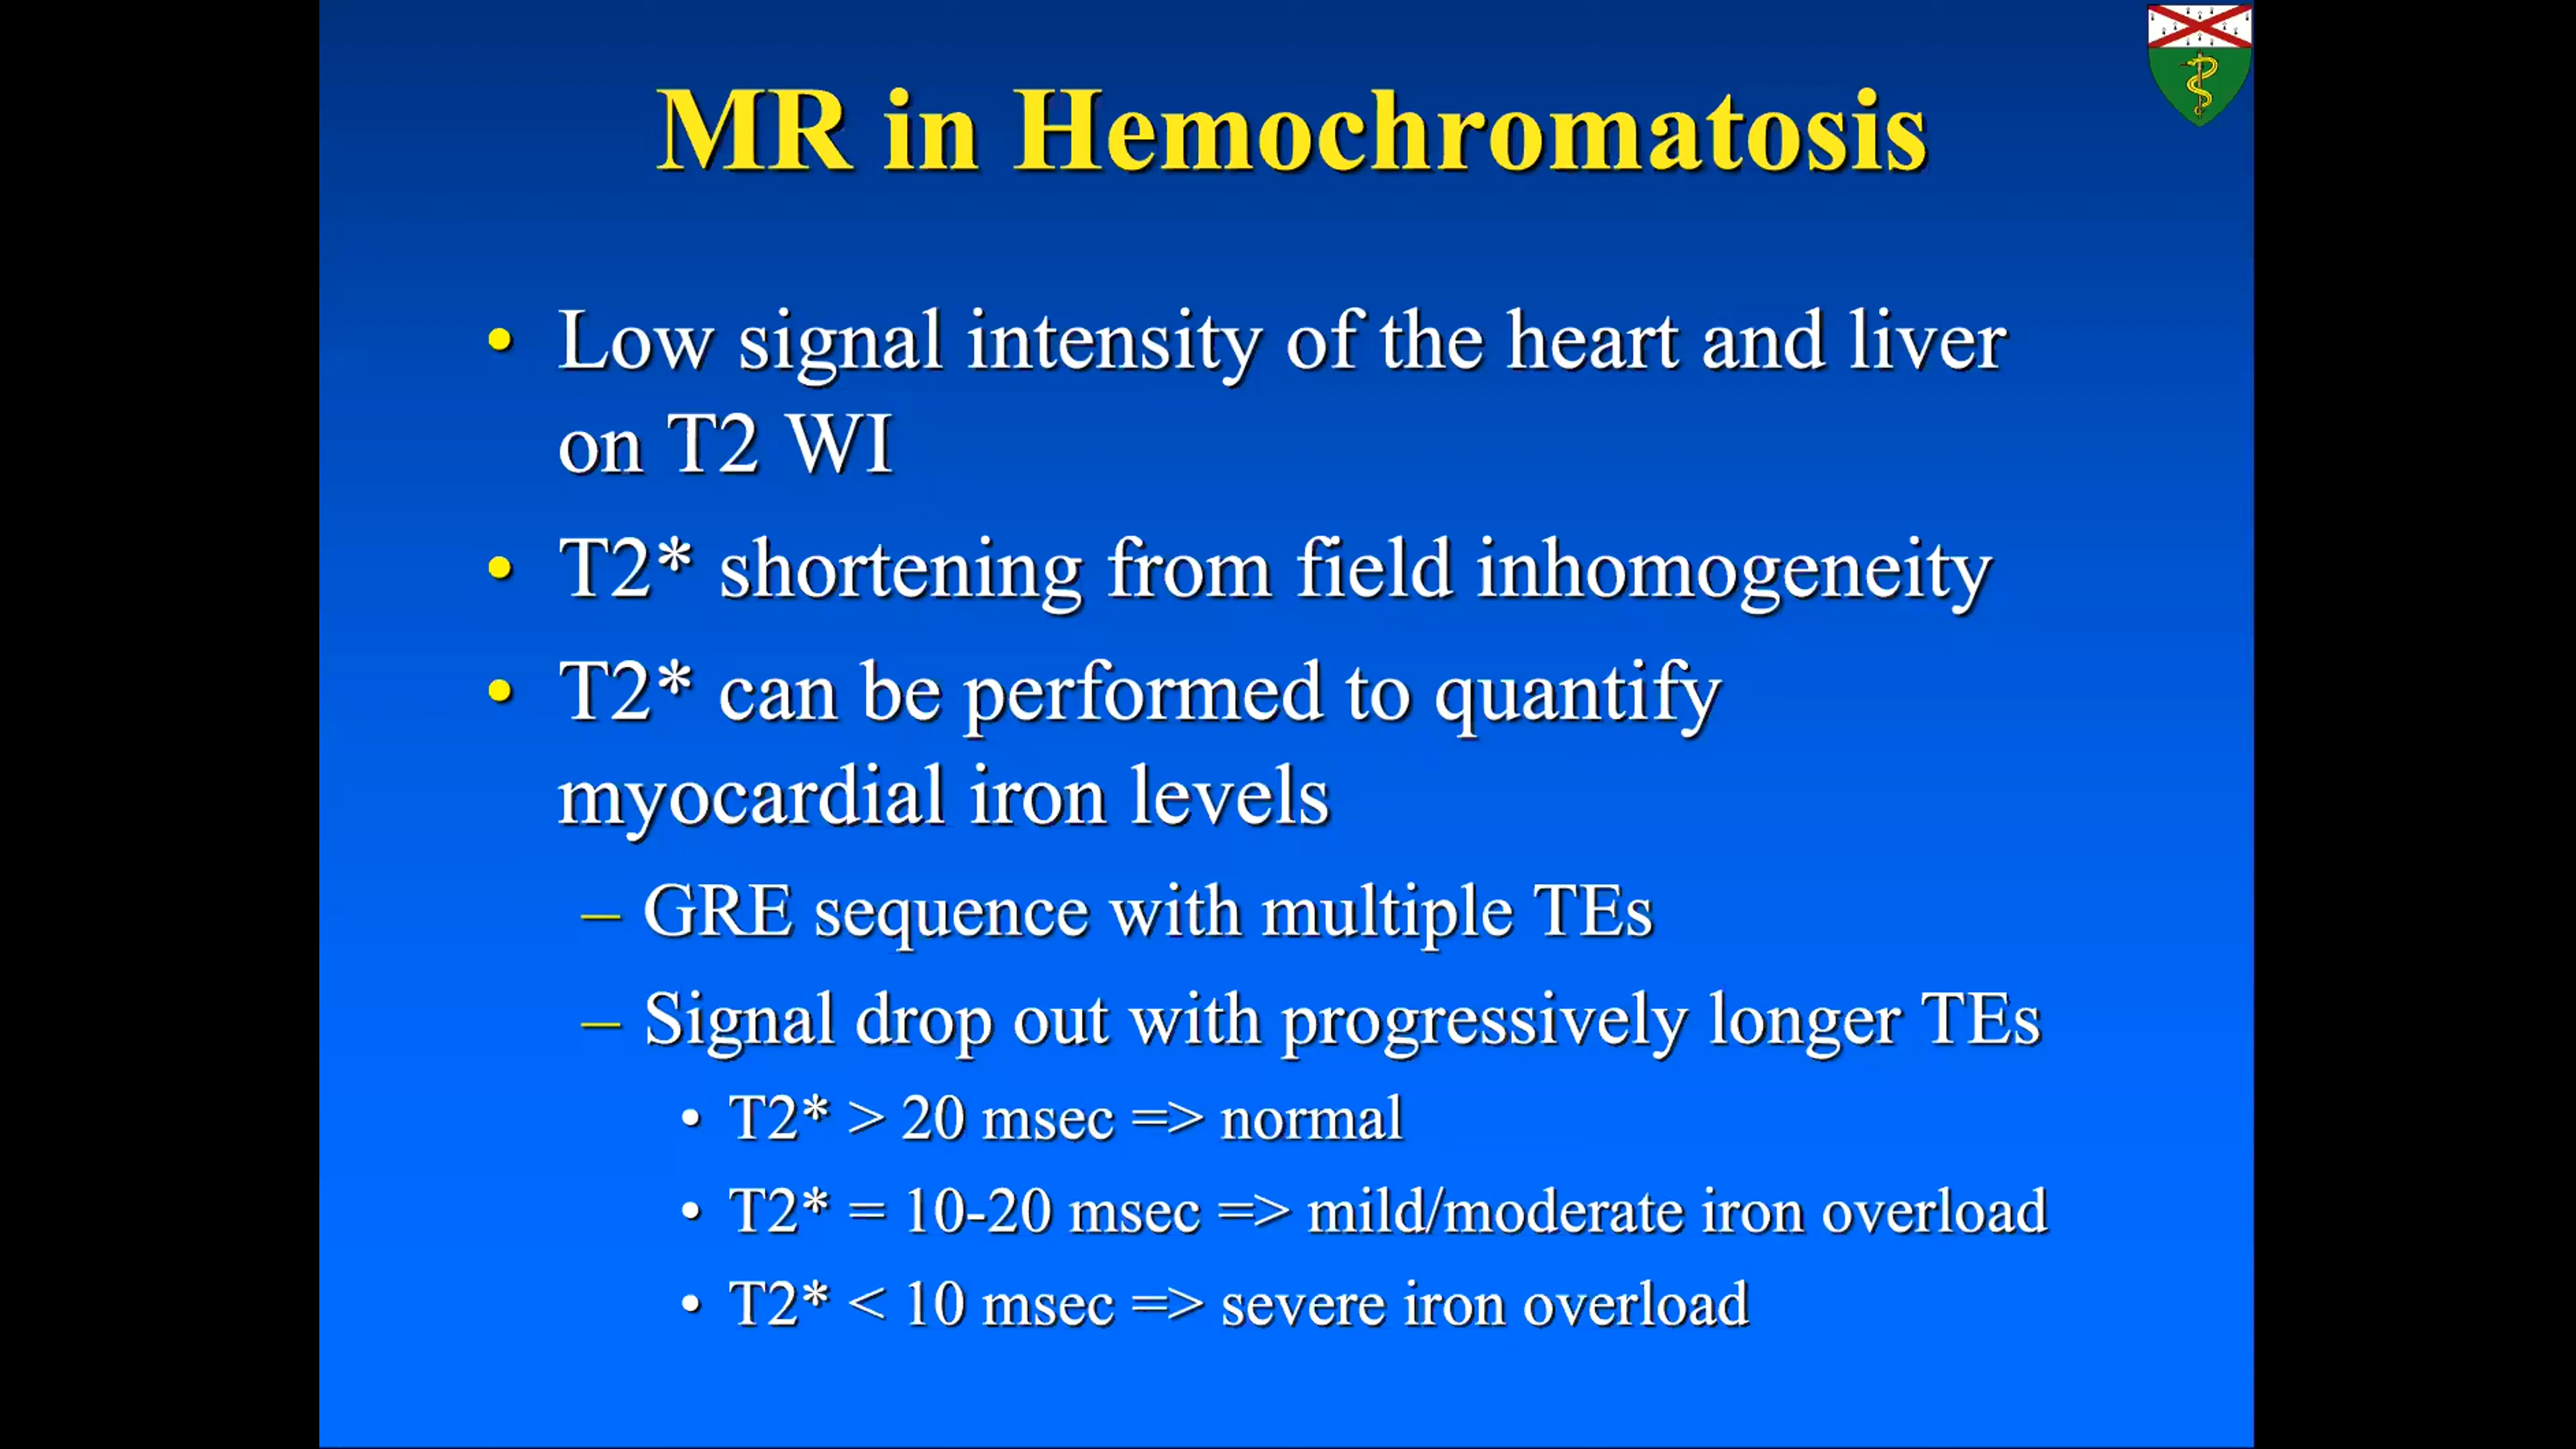 MR in Hemochromatosis
• Low signal intensity of the heart and liver
on T2 WI
• T2* shortening from field inhomogeneity
• T2* can be performed to quantify
myocardial iron levels
– GRE sequence with multiple TEs
– Signal drop out with progressively longer TEs
• T2* > 20 msec => normal
• T2* = 10-20 msec => mild/moderate iron overload
• T2* < 10 msec => severe iron overload